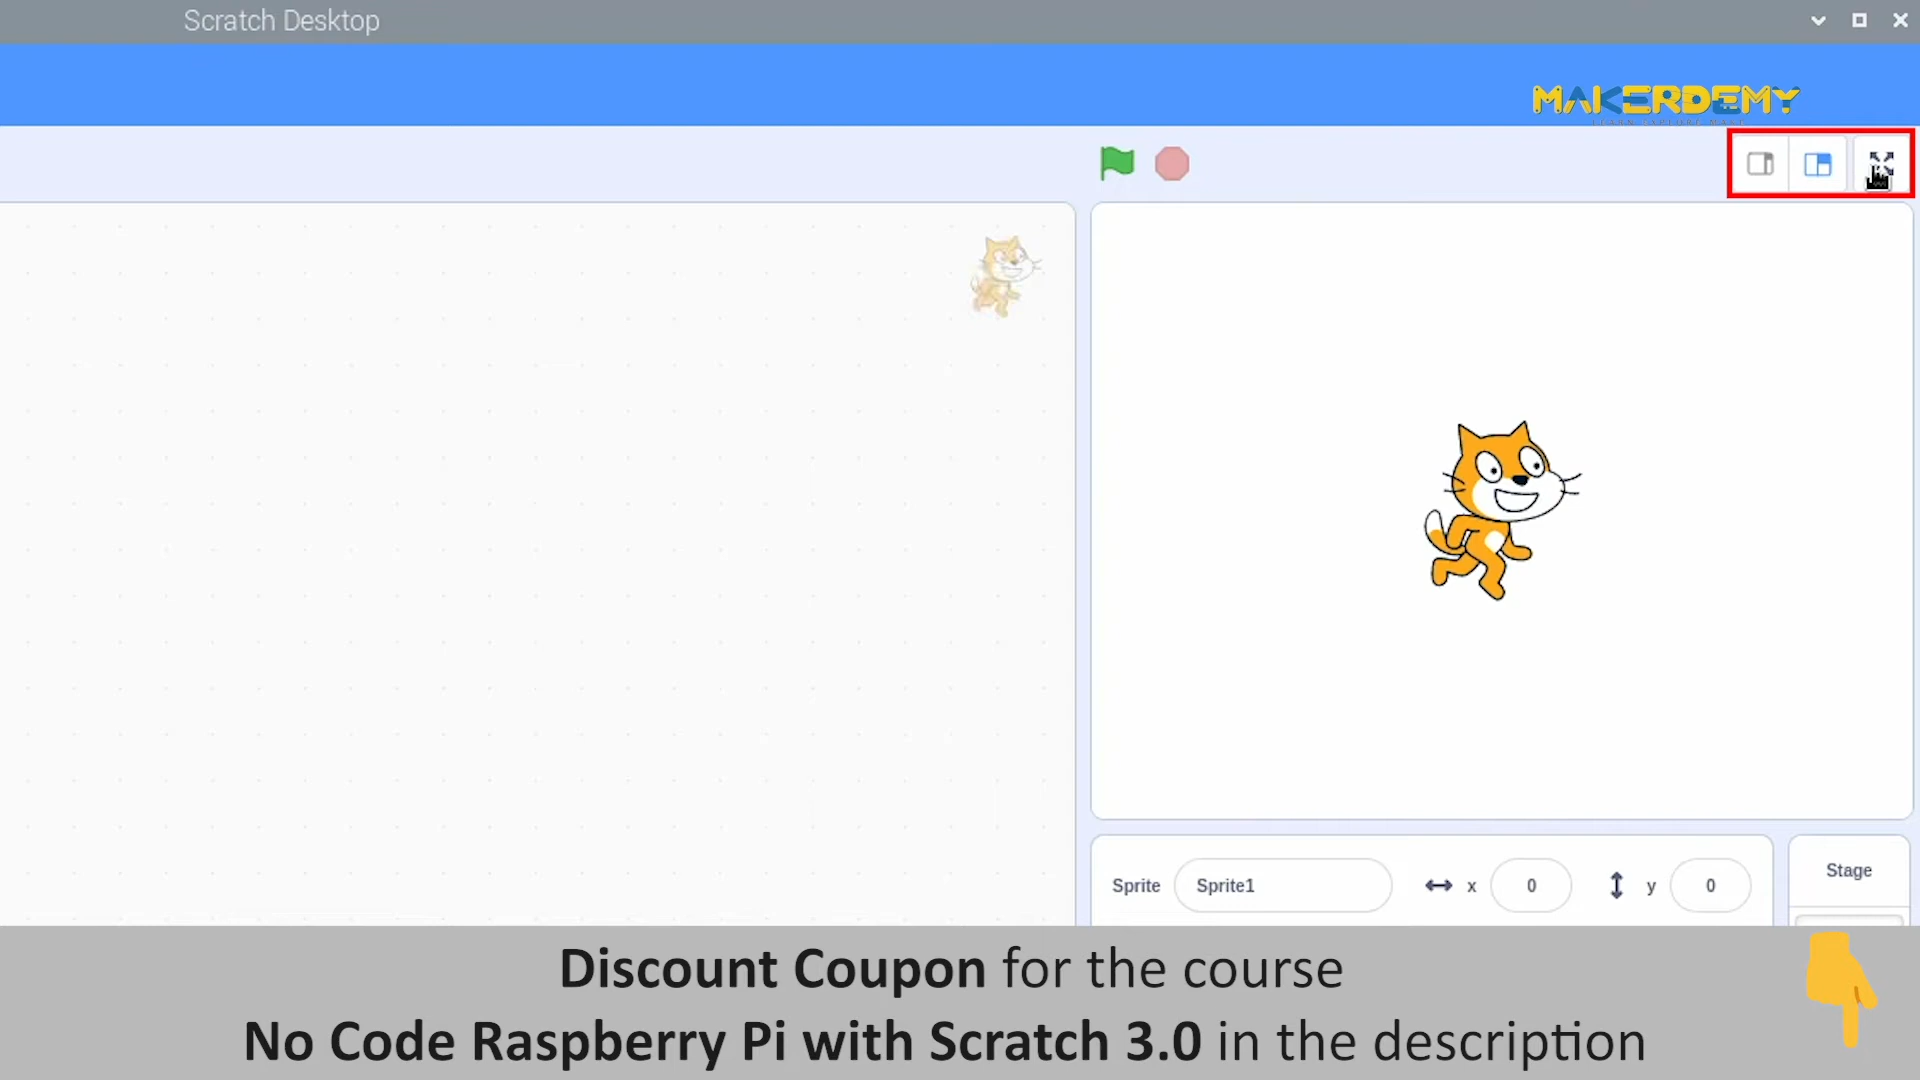 Scratch Desktop
MAKERDEMY
Sprite
Sprite1
x
0
y
0
Stage
Discount Coupon for the course
No Code Raspberry Pi with Scratch 3.0 in the description